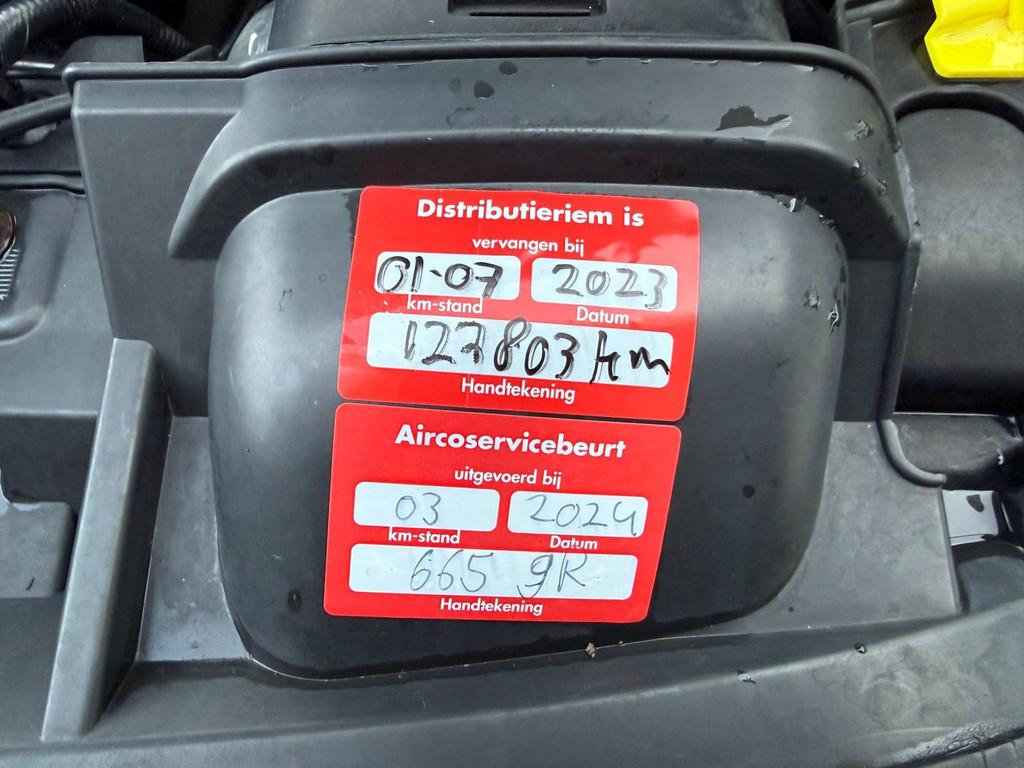 Distributieriem is
vervangen bij
01-07 2023
km-stand Datum
127803 km
Handtekening
Aircoservicebeurt
uitgevoerd bij
03 2024
km-stand Datum
665 gR
Handtekening